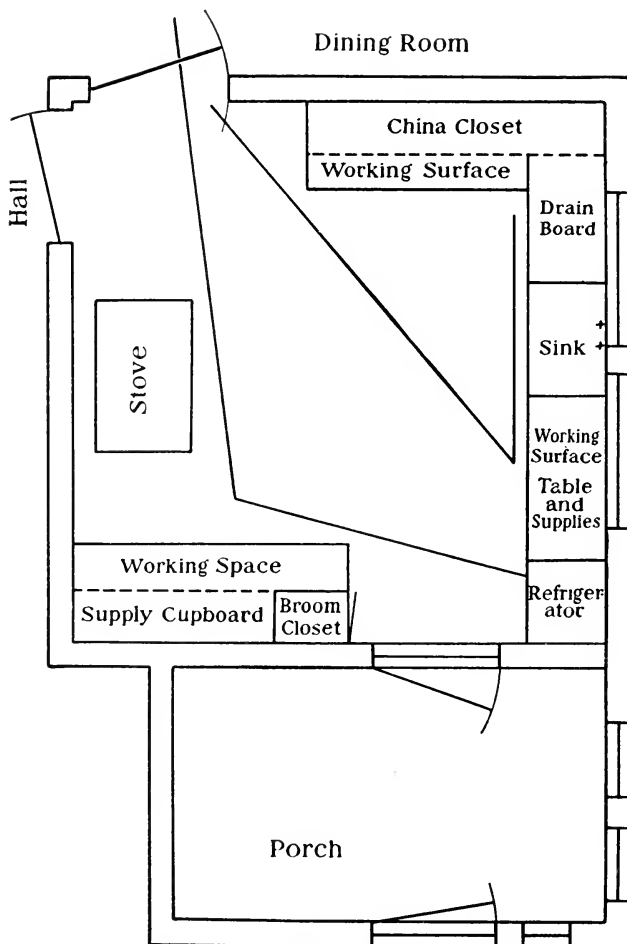 Dining Room
China Closet
Working Surface
Hall
Drain
Board
Stove
Sink
Working
Surface
Table
and
Supplies
Working Space
Refriger-
ator
Supply Cupboard
Broom
Closet
Porch